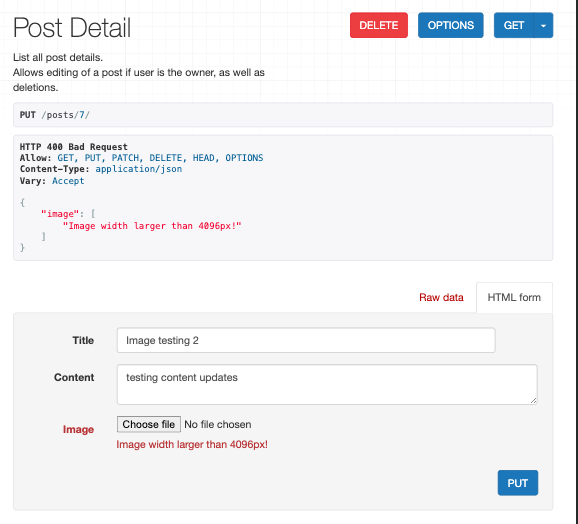 Post Detail
DELETE OPTIONS GET
List all post details.
Allows editing of a post if user is the owner, as well as
deletions.
PUT /posts/7/
HTTP 400 Bad Request
Allow: GET, PUT, PATCH, DELETE, HEAD, OPTIONS
Content-Type: application/json
Vary: Accept
{
"image": [
"Image width larger than 4096px!"
]
}
Raw data HTML form
Title Image testing 2
Content testing content updates
Image Choose file No file chosen
Image width larger than 4096px!
PUT